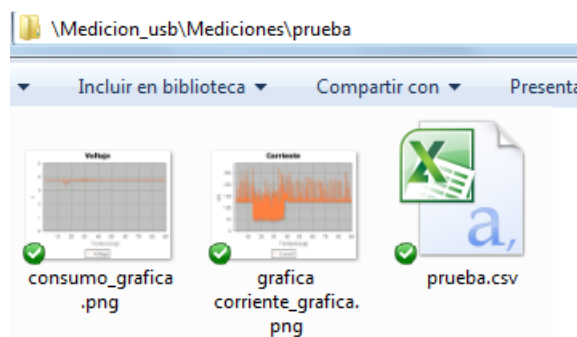 \Medicion_usb\Mediciones\prueba
Incluir en biblioteca Compartir con Presenta
Voltaje
Corriente
consumo_grafica
.png
grafica
corriente_grafica.
png
prueba.csv